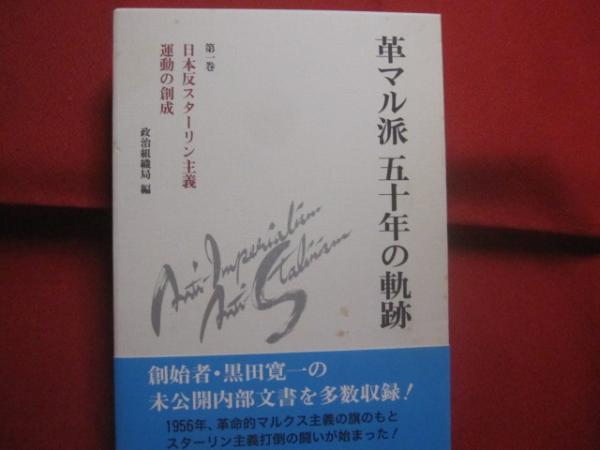 革マル派 五十年の軌跡
第一巻
日本反スターリン主義
運動の創成
政治組織局 編
Anti-Imperialism
Anti-Stalinism
創始者・黒田寛一の
未公開内部文書を多数収録！
1956年、革命的マルクス主義の旗のもと
スターリン主義打倒の闘いが始まった！